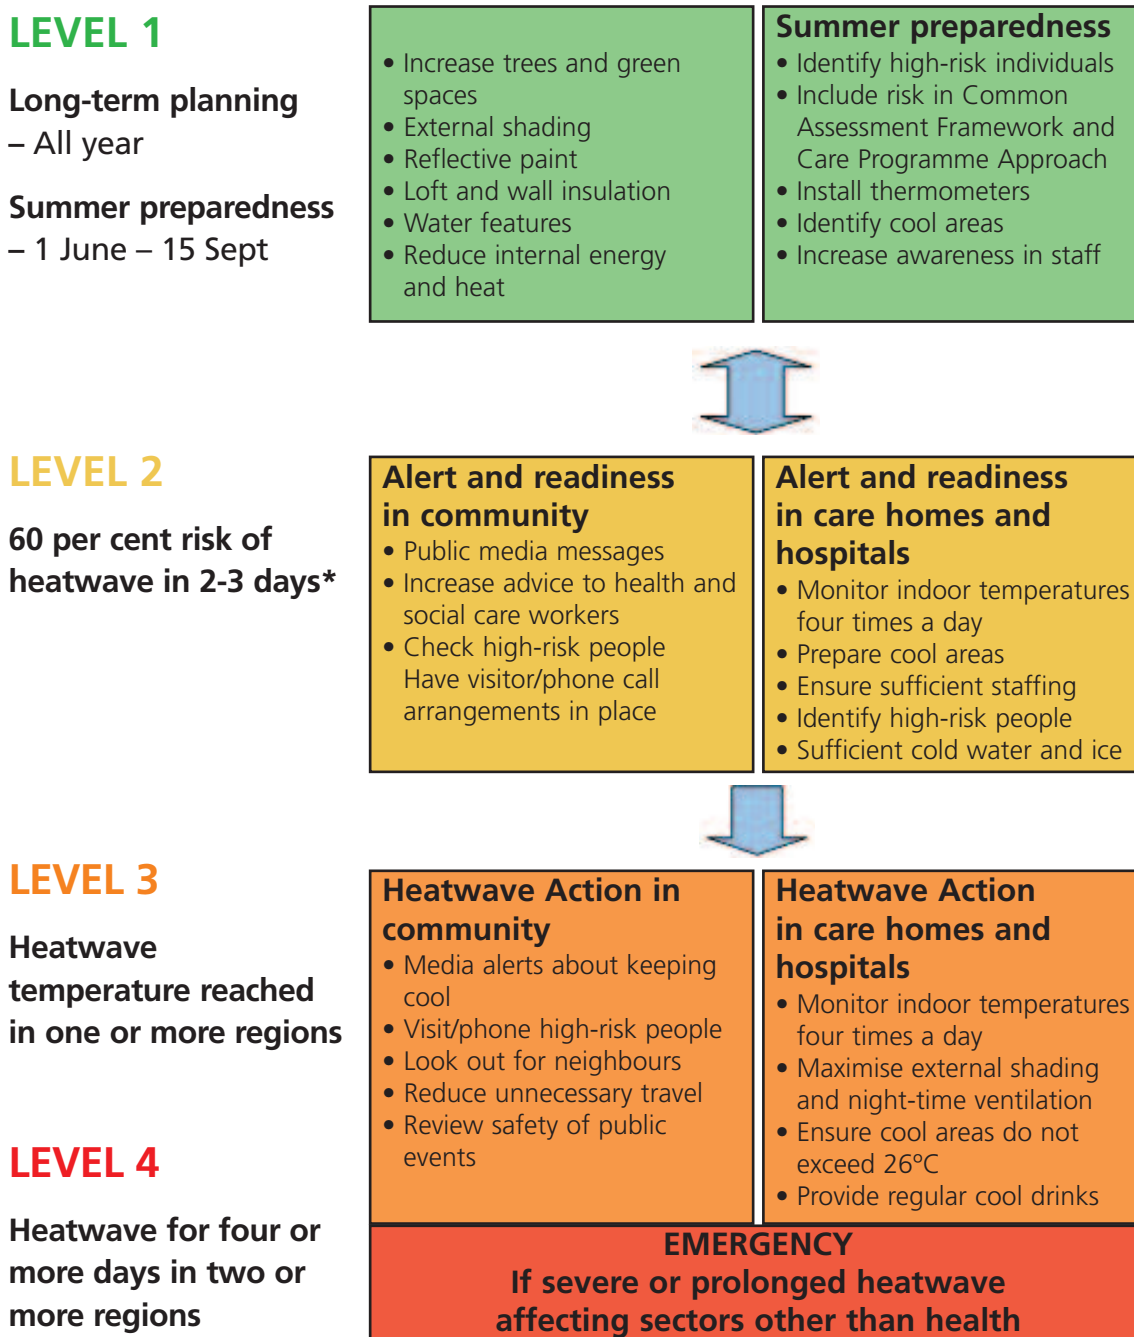 LEVEL 1
Long-term planning
– All year
Summer preparedness
– 1 June – 15 Sept
• Increase trees and green
spaces
• External shading
• Reflective paint
• Loft and wall insulation
• Water features
• Reduce internal energy
and heat
Summer preparedness
• Identify high-risk individuals
• Include risk in Common
Assessment Framework and
Care Programme Approach
• Install thermometers
• Identify cool areas
• Increase awareness in staff
LEVEL 2
60 per cent risk of
heatwave in 2-3 days*
Alert and readiness
in community
• Public media messages
• Increase advice to health and
social care workers
• Check high-risk people
Have visitor/phone call
arrangements in place
Alert and readiness
in care homes and
hospitals
• Monitor indoor temperatures
four times a day
• Prepare cool areas
• Ensure sufficient staffing
• Identify high-risk people
• Sufficient cold water and ice
LEVEL 3
Heatwave
temperature reached
in one or more regions
Heatwave Action in
community
• Media alerts about keeping
cool
• Visit/phone high-risk people
• Look out for neighbours
• Reduce unnecessary travel
• Review safety of public
events
Heatwave Action
in care homes and
hospitals
• Monitor indoor temperatures
four times a day
• Maximise external shading
and night-time ventilation
• Ensure cool areas do not
exceed 26ºC
• Provide regular cool drinks
LEVEL 4
Heatwave for four or
more days in two or
more regions
EMERGENCY
If severe or prolonged heatwave
affecting sectors other than health